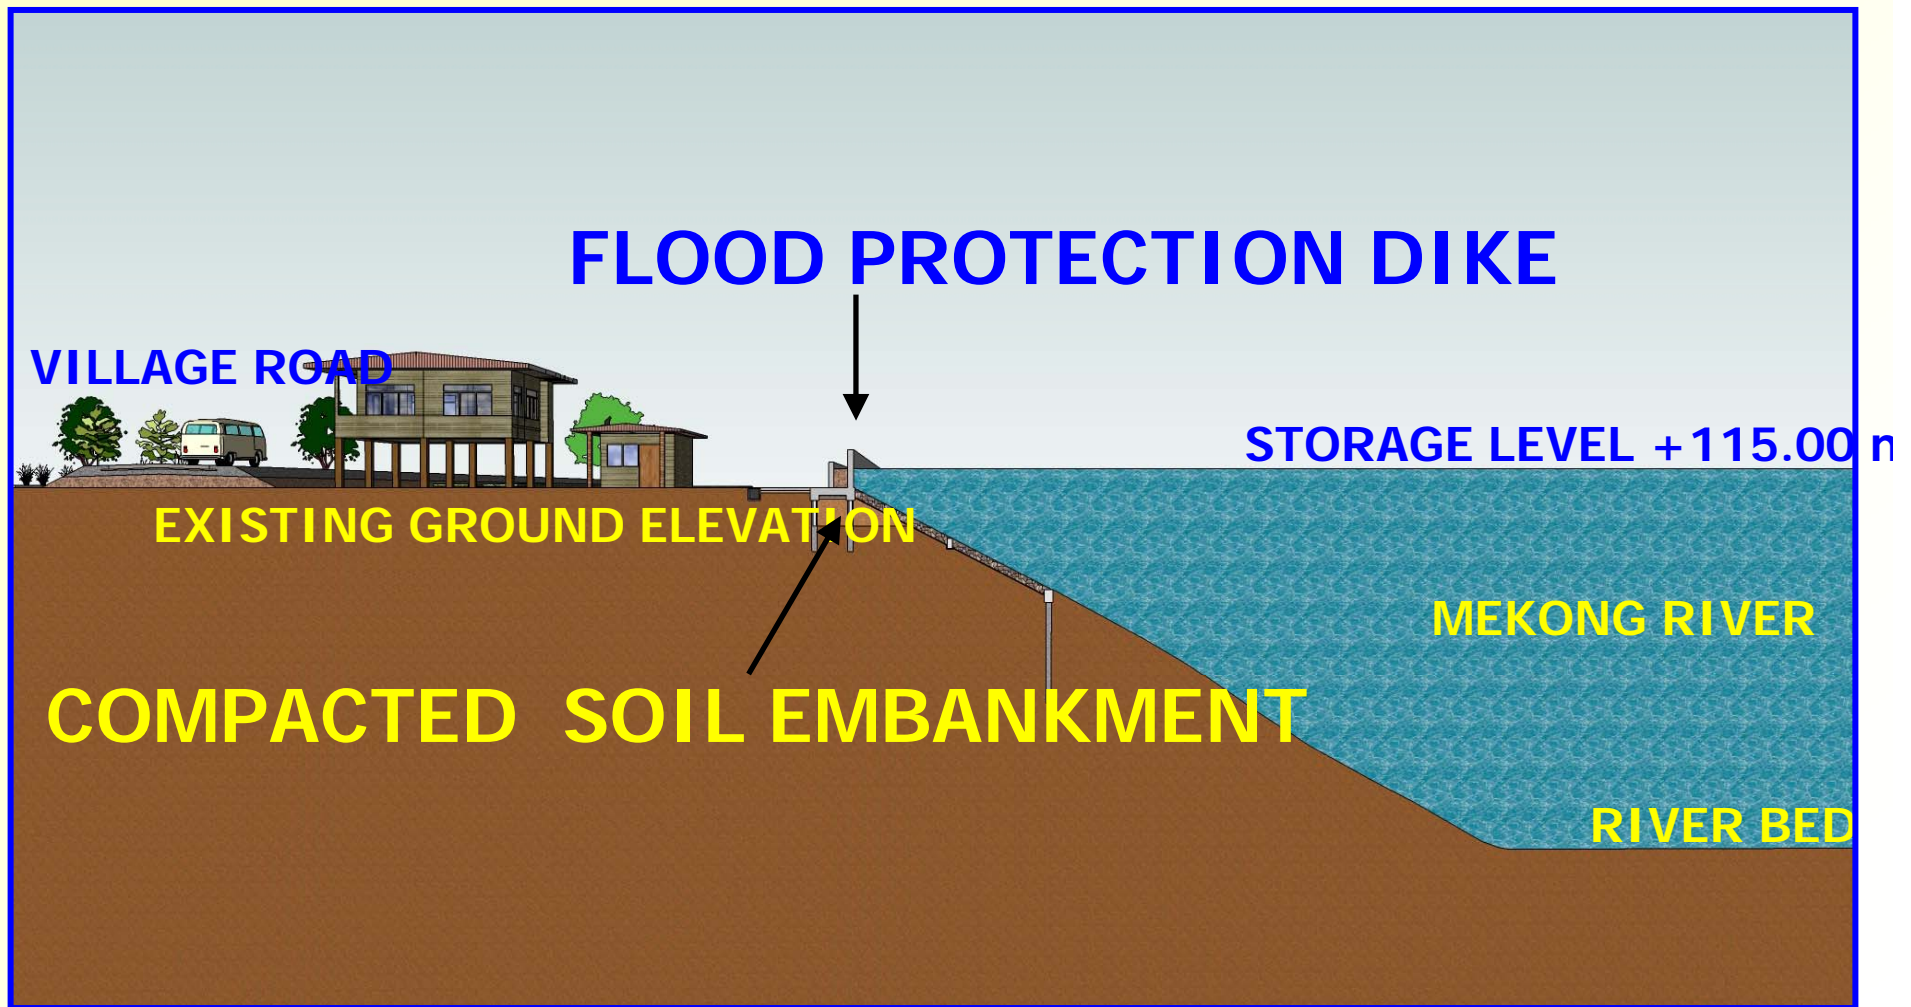 FLOOD PROTECTION DIKE
VILLAGE ROAD
STORAGE LEVEL +115.00
EXISTING GROUND ELEVATION
MEKONG RIVER
COMPACTED SOIL EMBANKMENT
RIVER BED